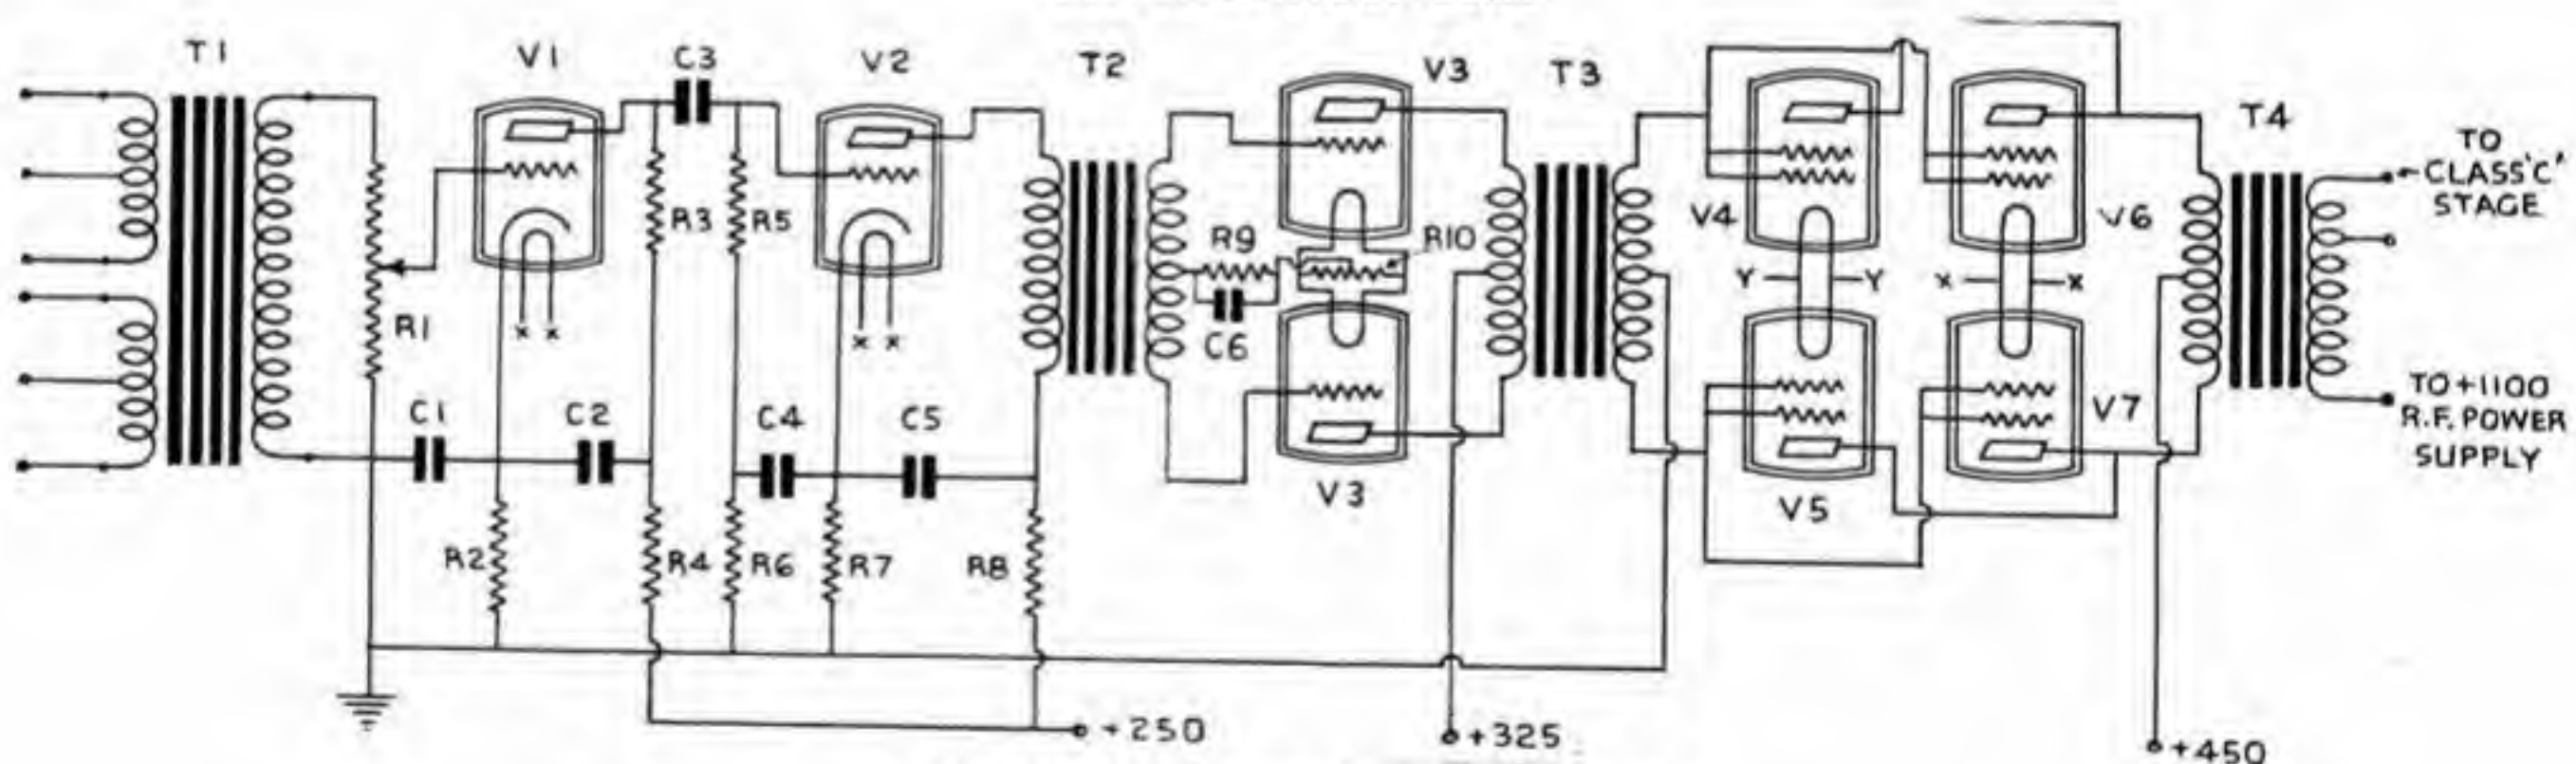 T1
V1
C3
V2
T2
V3
T3
T4
TO
CLASS'C'
STAGE
R1
R3
R5
R9
R10
C6
V4
V6
Y Y
X X
x x
x x
C1
C2
C4
C5
V3
V5
V7
TO+1100
R.F. POWER
SUPPLY
R2
R4
R6
R7
R8
+250
+325
+450